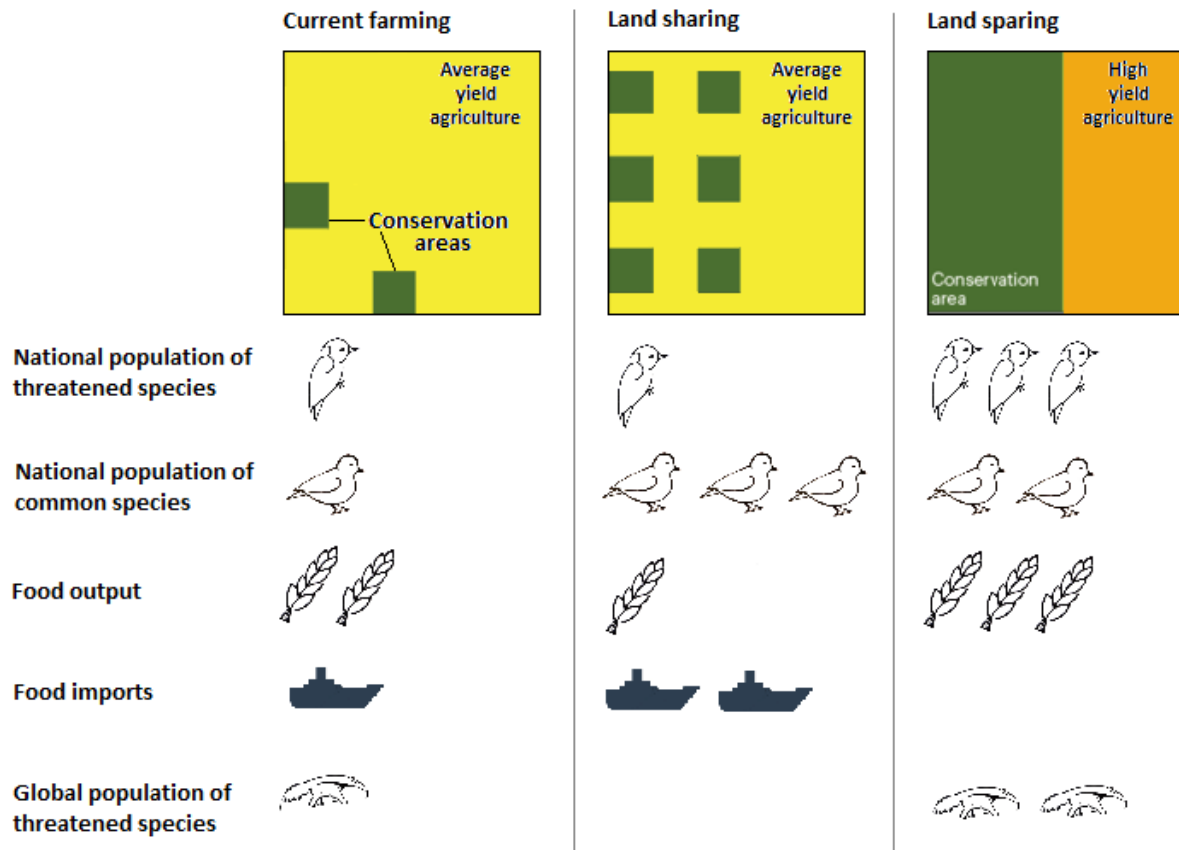 Current farming
Land sharing
Land sparing
Average
yield
agriculture
Conservation
areas
Average
yield
agriculture
High
yield
agriculture
Conservation
area
National population of
threatened species
National population of
common species
Food output
Food imports
Global population of
threatened species